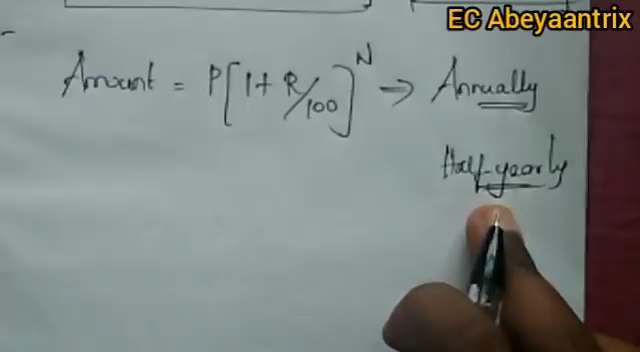 EC Abeyaantrix
Amount = P[1+ R/100]^N => Annually
Half-yearly